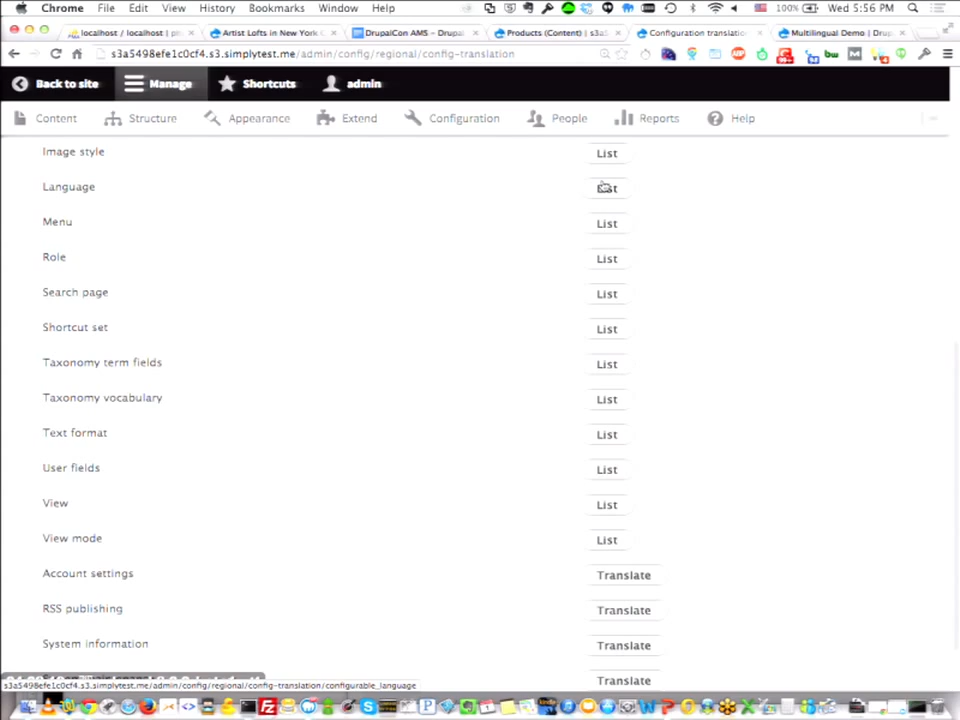 Chrome File Edit View History Bookmarks Window Help 100% Wed 5:56 PM
localhost / localhost | ph Artist Lofts in New York DrupalCon AMS – Drupal Products (Content) | s3a5 Configuration translatio Multilingual Demo | Drup
s3a5498efe1c0cf4.s3.simplytest.me/admin/config/regional/config-translation
Back to site Manage Shortcuts admin
Content Structure Appearance Extend Configuration People Reports Help
Image style List
Language List
Menu List
Role List
Search page List
Shortcut set List
Taxonomy term fields List
Taxonomy vocabulary List
Text format List
User fields List
View List
View mode List
Account settings Translate
RSS publishing Translate
System information Translate
Translate
s3a5498efe1c0cf4.s3.simplytest.me/admin/config/regional/config-translation/configurable_language